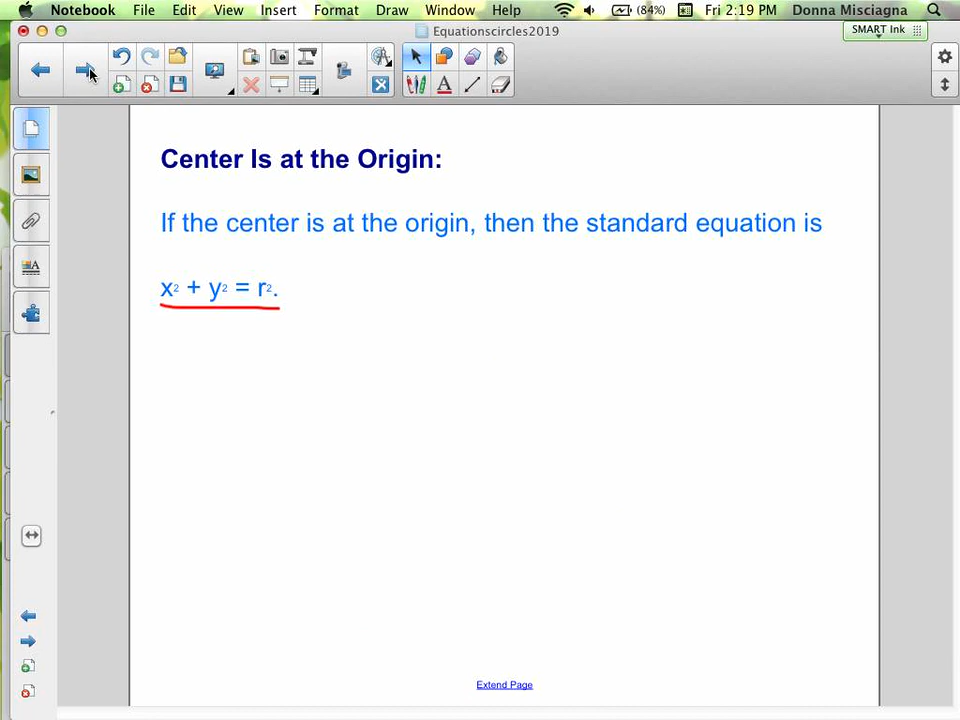 Notebook File Edit View Insert Format Draw Window Help (84%) Fri 2:19 PM Donna Misciagna
Equationscircles2019
SMART Ink
Center Is at the Origin:
If the center is at the origin, then the standard equation is
x² + y² = r².
Extend Page